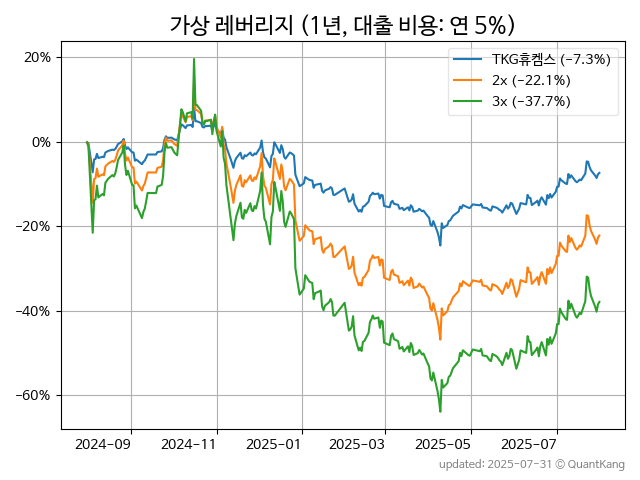 가상 레버리지 (1년, 대출 비용: 연 5%)
TKG휴켐스 (−7.3%)
2x (−22.1%)
3x (−37.7%)
20%
0%
−20%
−40%
−60%
2024-09
2024-11
2025-01
2025-03
2025-05
2025-07
updated: 2025-07-31 © QuantKang